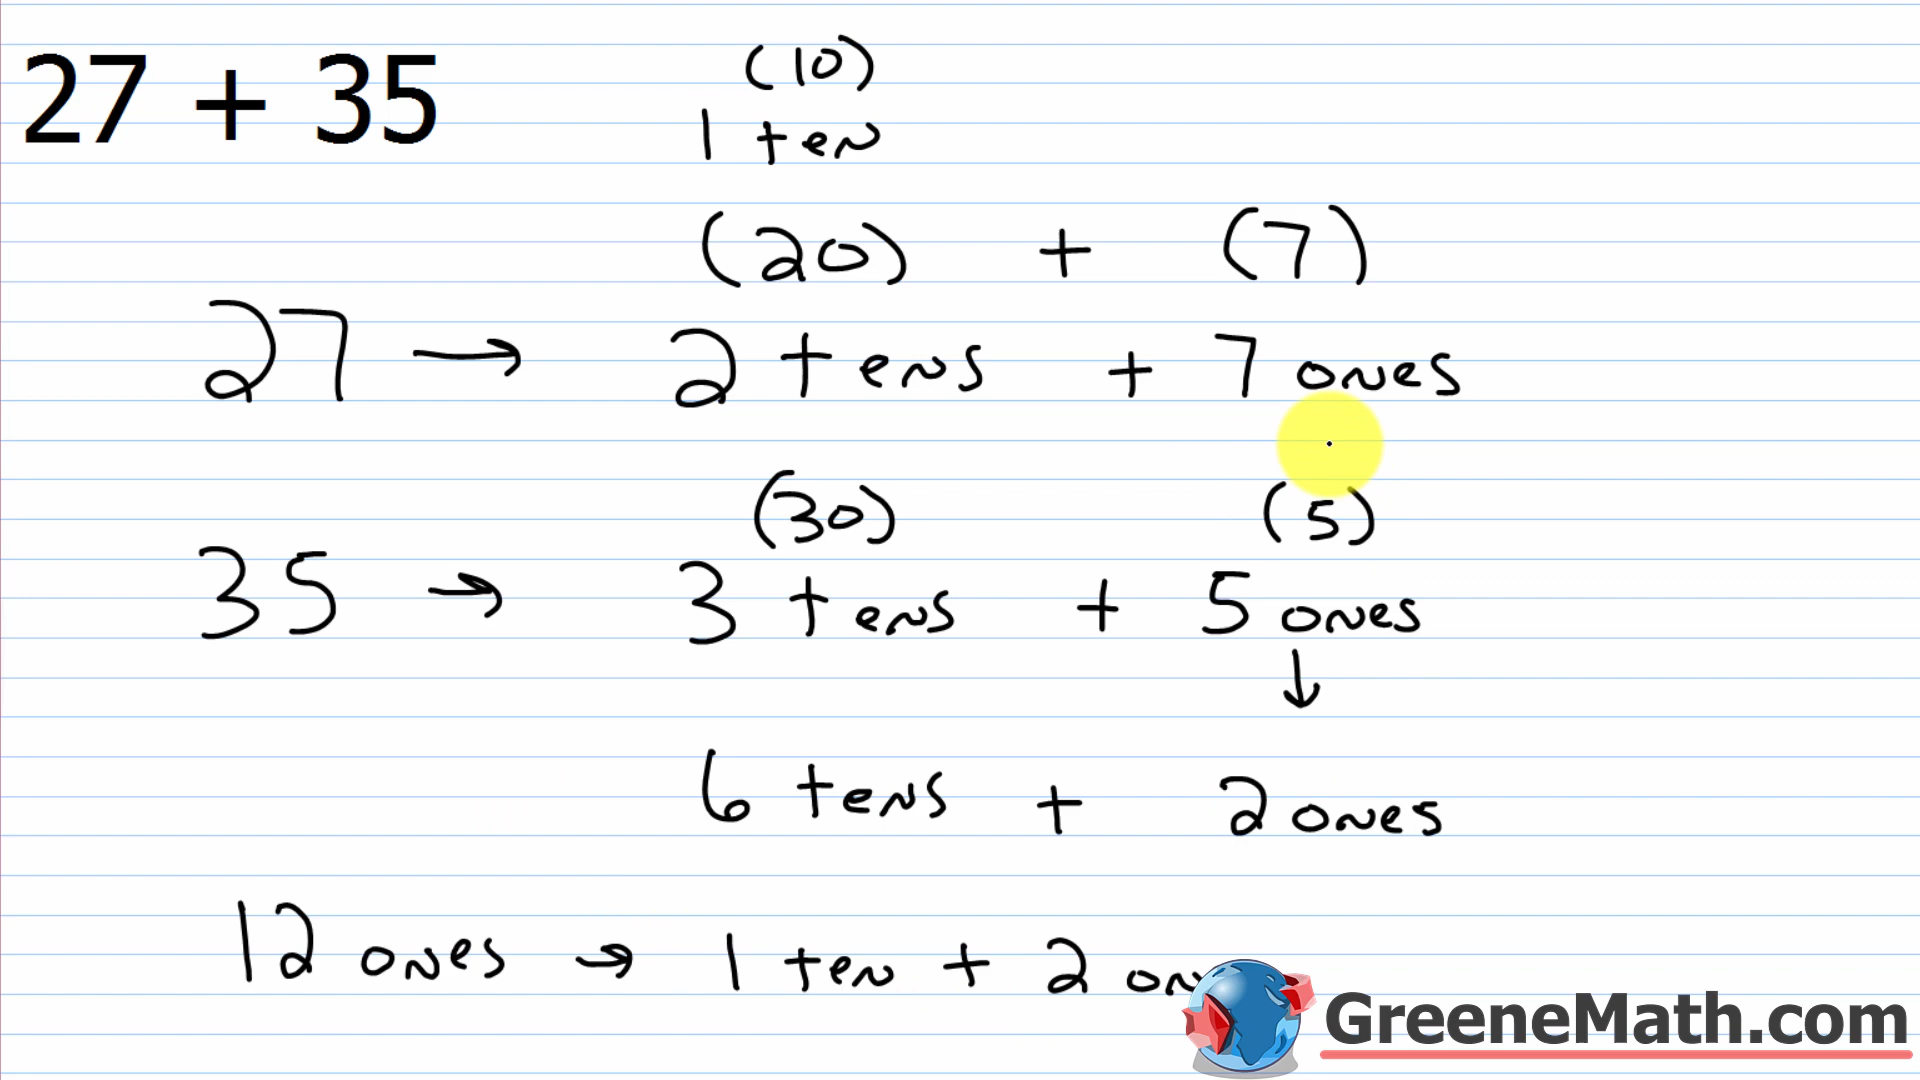 27 + 35
(10)
1 ten
(20) + (7)
27 → 2 tens + 7 ones
(30) (5)
35 → 3 tens + 5 ones
↓
6 tens + 2 ones
12 ones → 1 ten + 2 on
GreeneMath.com